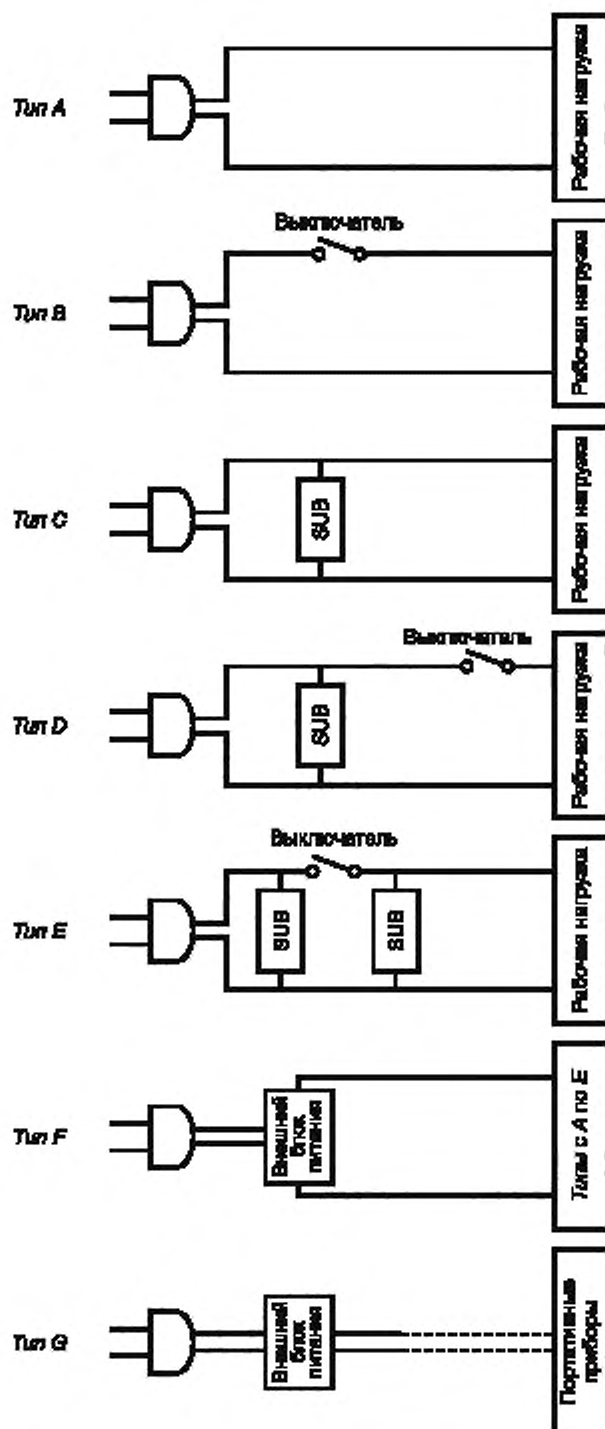 Тип A
Рабочая нагрузка
Выключатель
Тип B
Рабочая нагрузка
Тип C
SUB
Рабочая нагрузка
Выключатель
Тип D
SUB
Рабочая нагрузка
Выключатель
Тип E
SUB
SUB
Рабочая нагрузка
Тип F
Внешний
блок
питания
Типы с A по E
Тип G
Внешний
блок
питания
Портативные
приборы